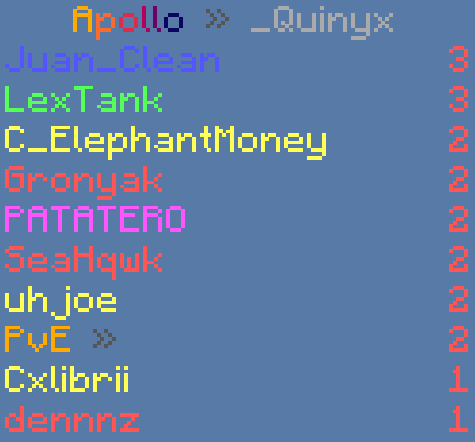 Apollo » _Quinyx
Juan_Clean 3
LexTank 3
C_ElephantMoney 2
Gronyak 2
PATATERO 2
SeaHqwk 2
uh_joe 2
PvE » 2
Cxlibrii 1
dennnz 1